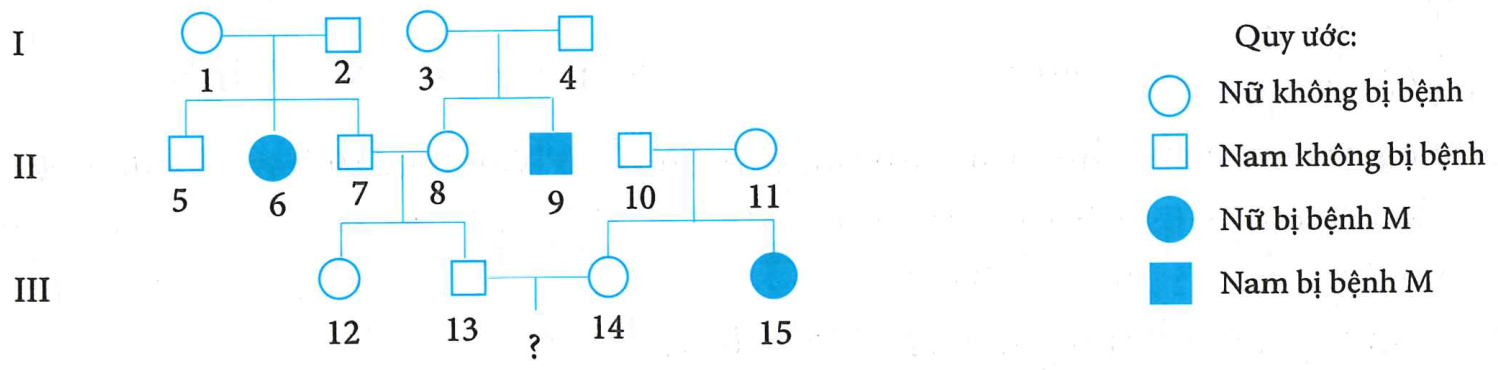 I
1 2 3 4
II
5 6 7 8 9 10 11
III
12 13 ? 14 15
Quy ước:
Nữ không bị bệnh
Nam không bị bệnh
Nữ bị bệnh M
Nam bị bệnh M